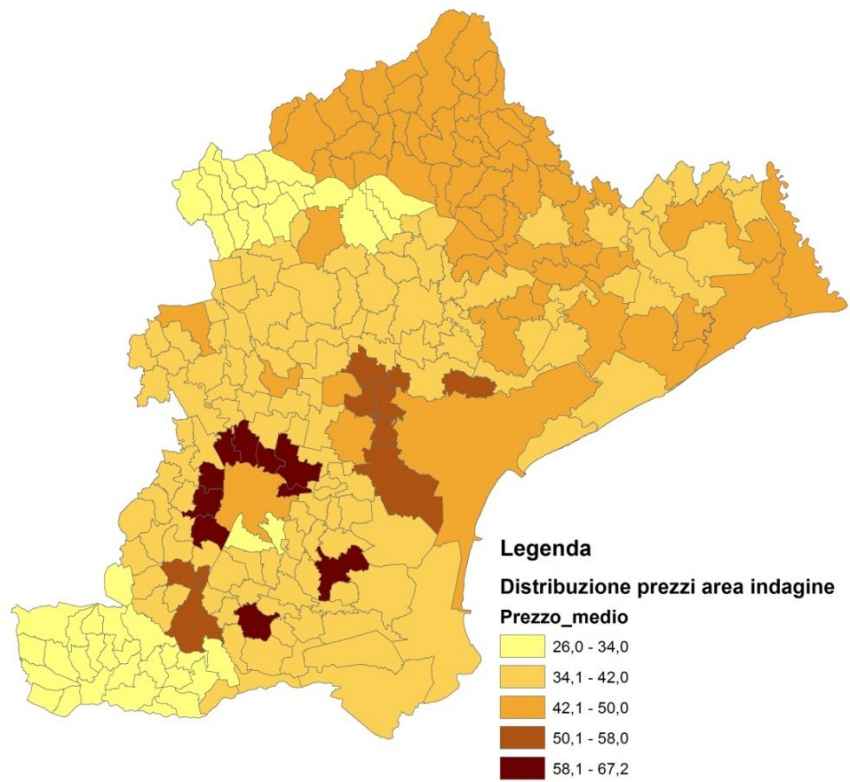 Legenda
Distribuzione prezzi area indagine
Prezzo_medio
26,0 - 34,0
34,1 - 42,0
42,1 - 50,0
50,1 - 58,0
58,1 - 67,2